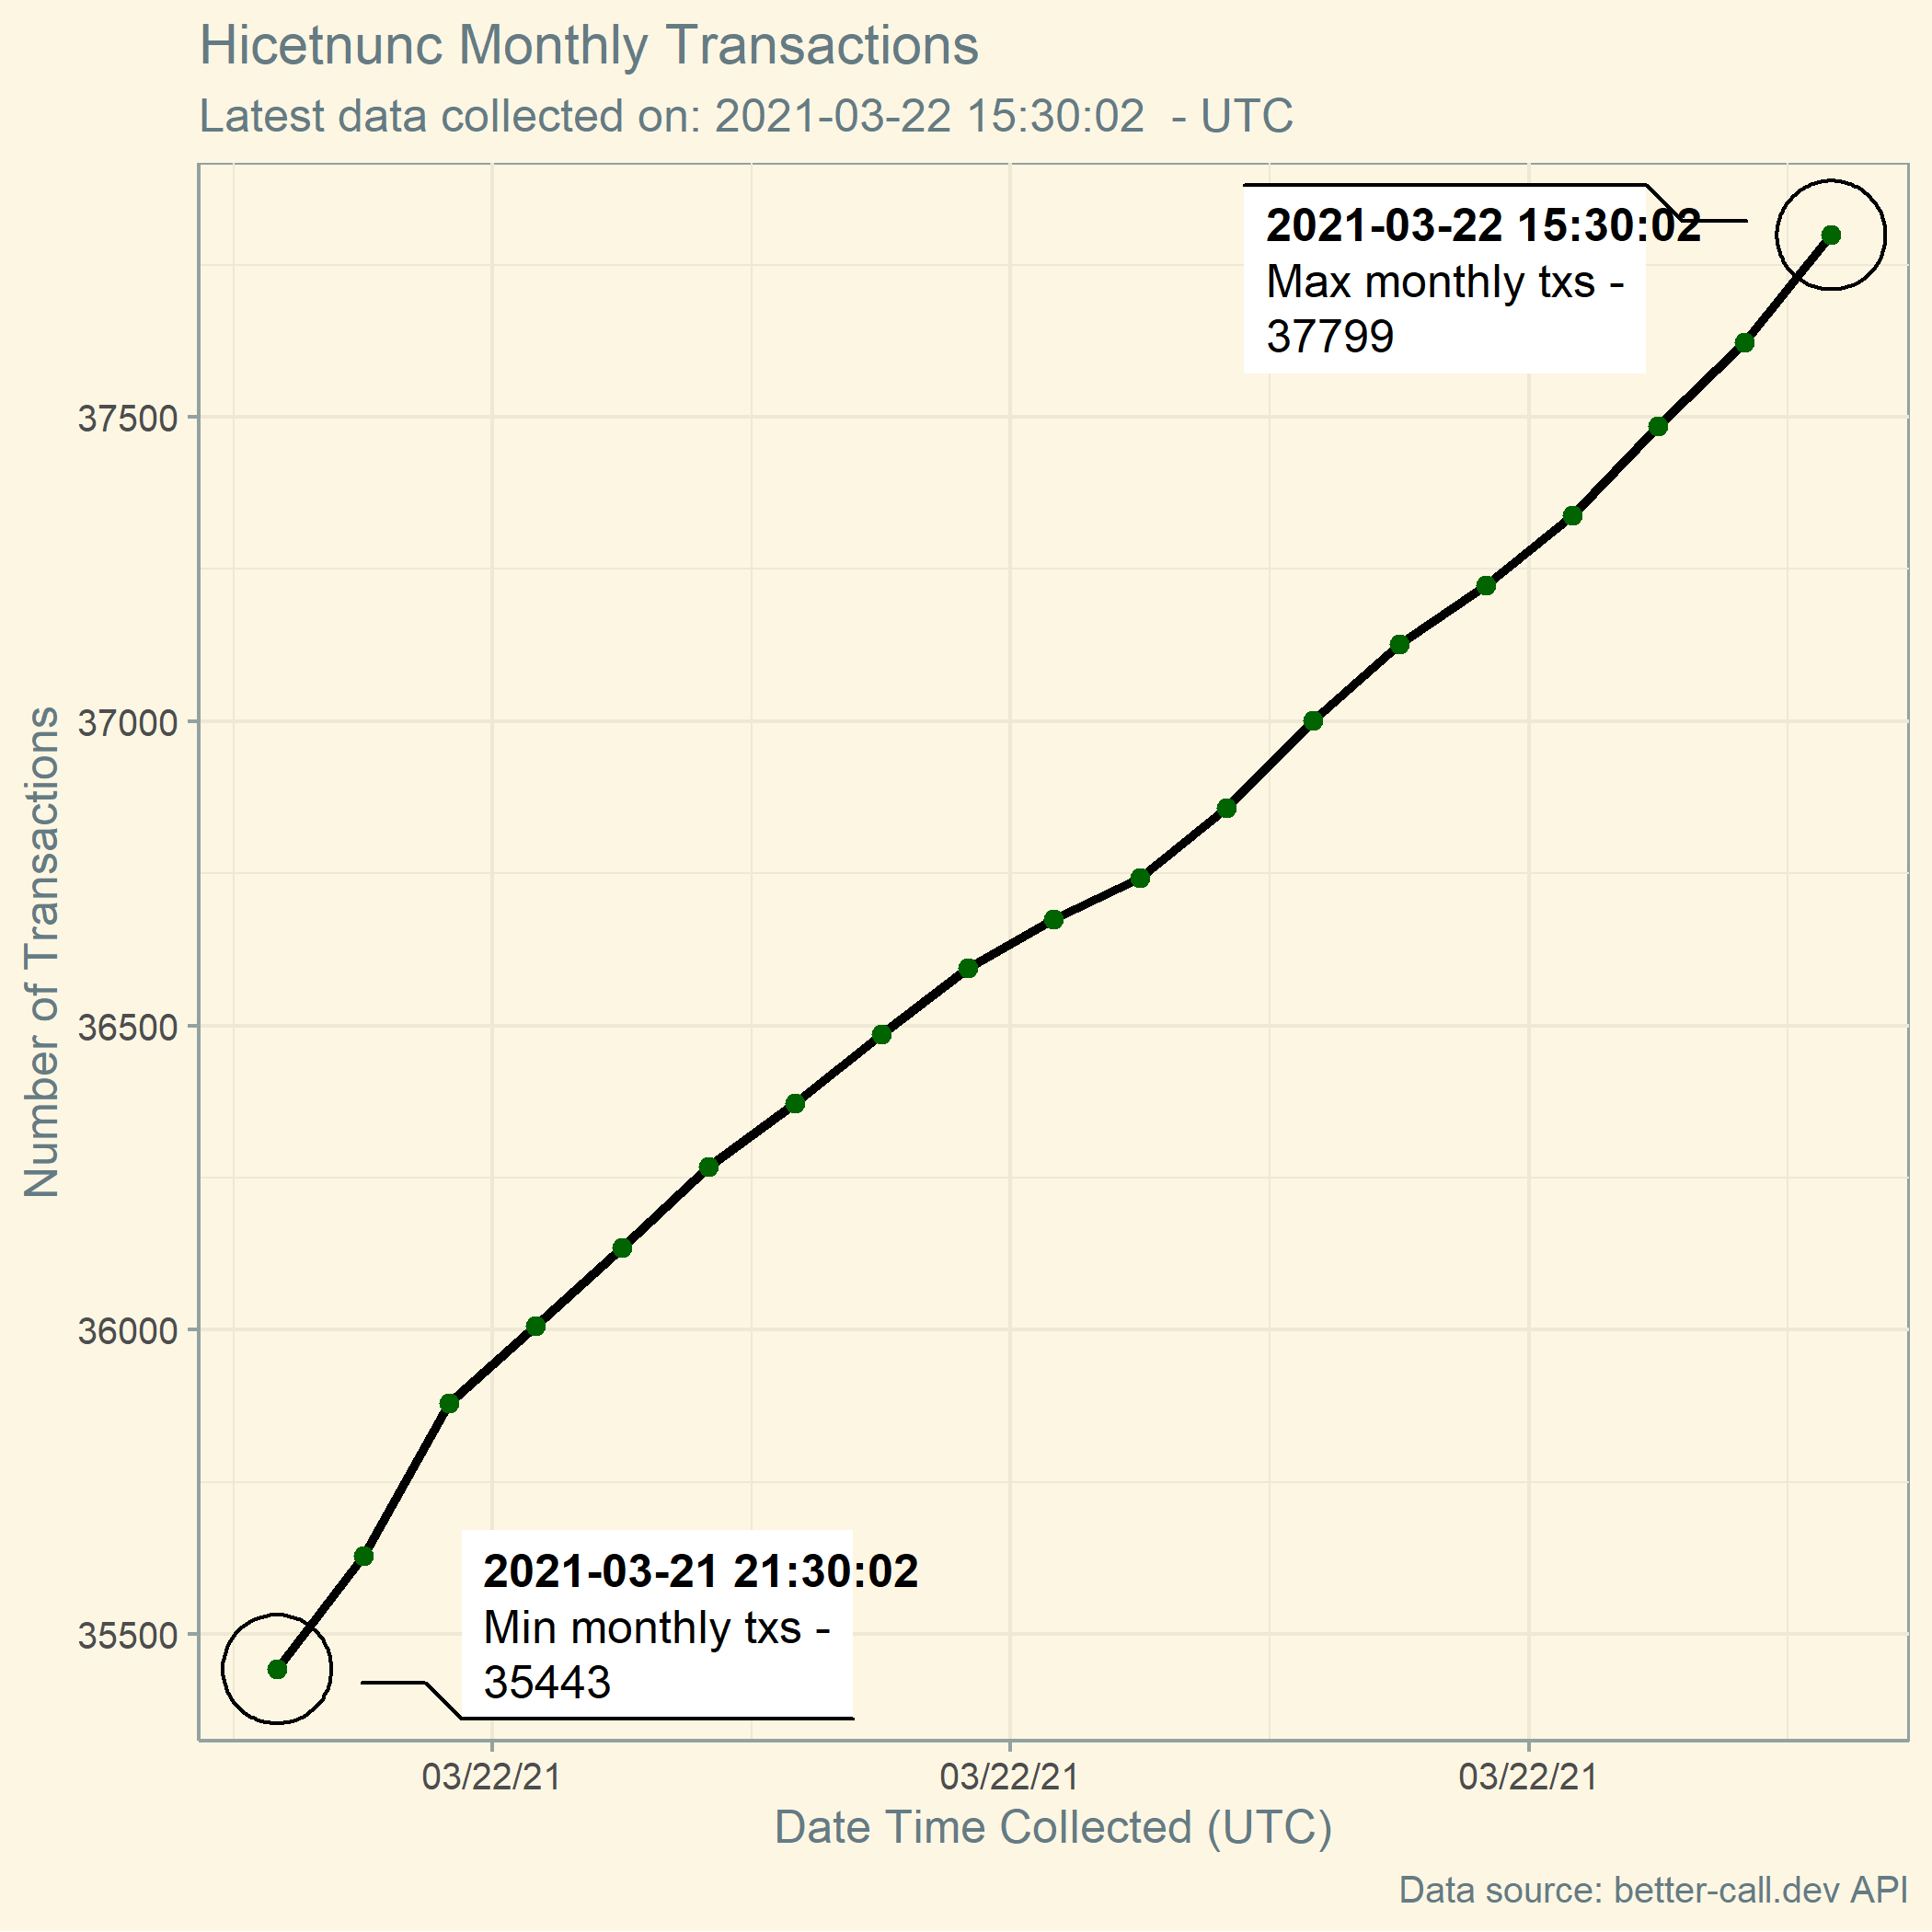 Hicetnunc Monthly Transactions
Latest data collected on: 2021-03-22 15:30:02  - UTC
2021-03-22 15:30:02
Max monthly txs -
37799
37500
37000
36500
36000
35500
Number of Transactions
2021-03-21 21:30:02
Min monthly txs -
35443
03/22/21
03/22/21
03/22/21
Date Time Collected (UTC)
Data source: better-call.dev API